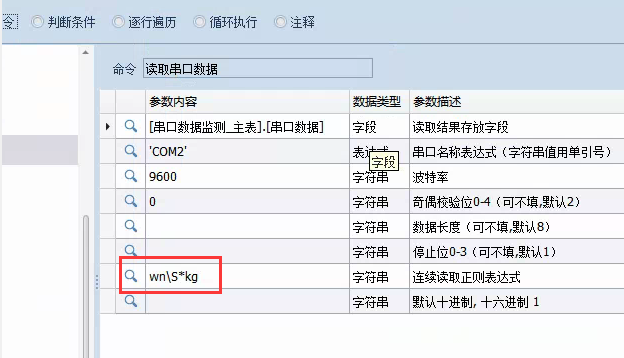 令 判断条件 逐行遍历 循环执行 注释
命令 读取串口数据
参数内容 数据类型 参数描述
[串口数据监测_主表].[串口数据] 字段 读取结果存放字段
'COM2' 表达式 串口名称表达式（字符串值用单引号）
字段
9600 字符串 波特率
0 字符串 奇偶校验位0-4（可不填,默认2）
字符串 数据长度（可不填,默认8）
字符串 停止位0-3（可不填,默认1）
wn\S*kg 字符串 连续读取正则表达式
字符串 默认十进制, 十六进制 1